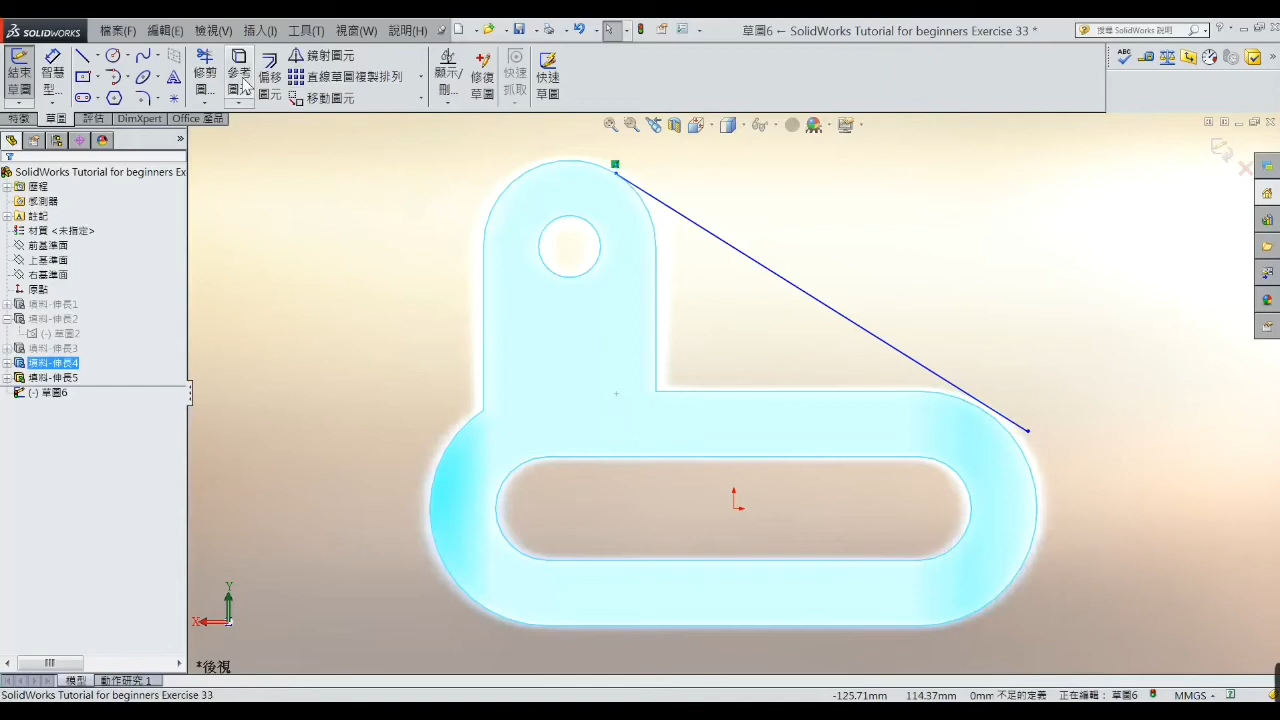 SOLIDWORKS
檔案(F) 編輯(E) 檢視(V) 插入(I) 工具(T) 視窗(W) 說明(L)
草圖6 ← SolidWorks Tutorial for beginners Exercise 33 *
搜尋 SolidWorks 說明
結束草圖
智慧型...
修剪圖...
參考圖...
偏移圖元
鏡射圖元
直線草圖複製排列
移動圖元
顯示/刪...
修復草圖
快速抓取
快速草圖
特徵 草圖 評估 DimXpert Office 產品
SolidWorks Tutorial for beginners Ex
歷程
感測器
註記
材質 <未指定>
前基準面
上基準面
右基準面
原點
填料-伸長1
填料-伸長2
(-) 草圖2
填料-伸長3
填料-伸長4
填料-伸長5
(-) 草圖6
Y
X
*後視
模型 動作研究 1
SolidWorks Tutorial for beginners Exercise 33
-125.71mm 114.37mm 0mm 不足的定義 正在編輯: 草圖6 MMGS